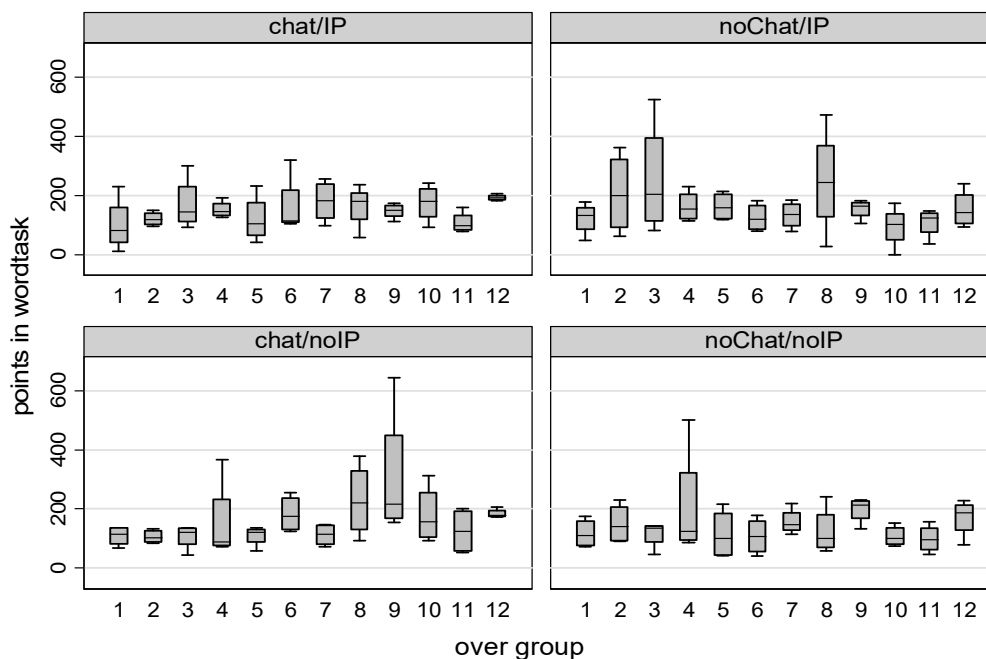 chat/IP
noChat/IP
600
400
200
0
1 2 3 4 5 6 7 8 9 10 11 12
1 2 3 4 5 6 7 8 9 10 11 12
chat/noIP
noChat/noIP
600
400
200
0
1 2 3 4 5 6 7 8 9 10 11 12
1 2 3 4 5 6 7 8 9 10 11 12
points in wordtask
over group